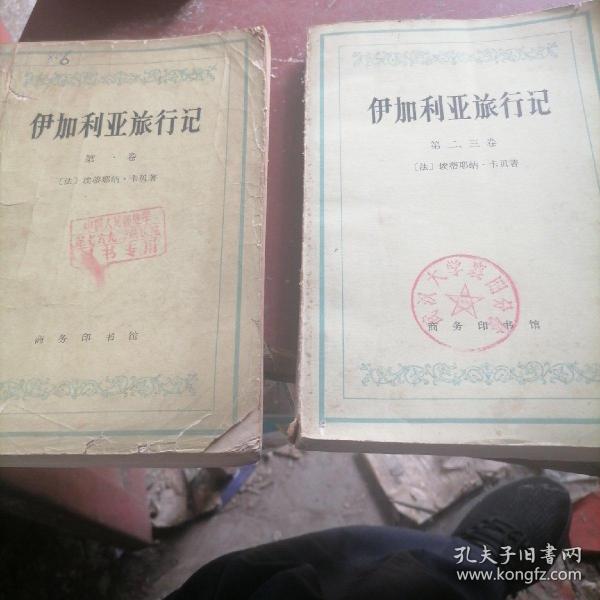 伊加利亚旅行记
第一卷
〔法〕埃蒂耶纳·卡贝著
商务印书馆
伊加利亚旅行记
第二、三卷
〔法〕埃蒂耶纳·卡贝著
商务印书馆
孔夫子旧书网
www.kongfz.com